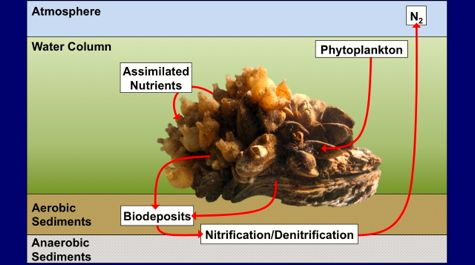 Atmosphere
N₂
Water Column
Phytoplankton
Assimilated
Nutrients
Aerobic
Sediments
Biodeposits
Nitrification/Denitrification
Anaerobic
Sediments